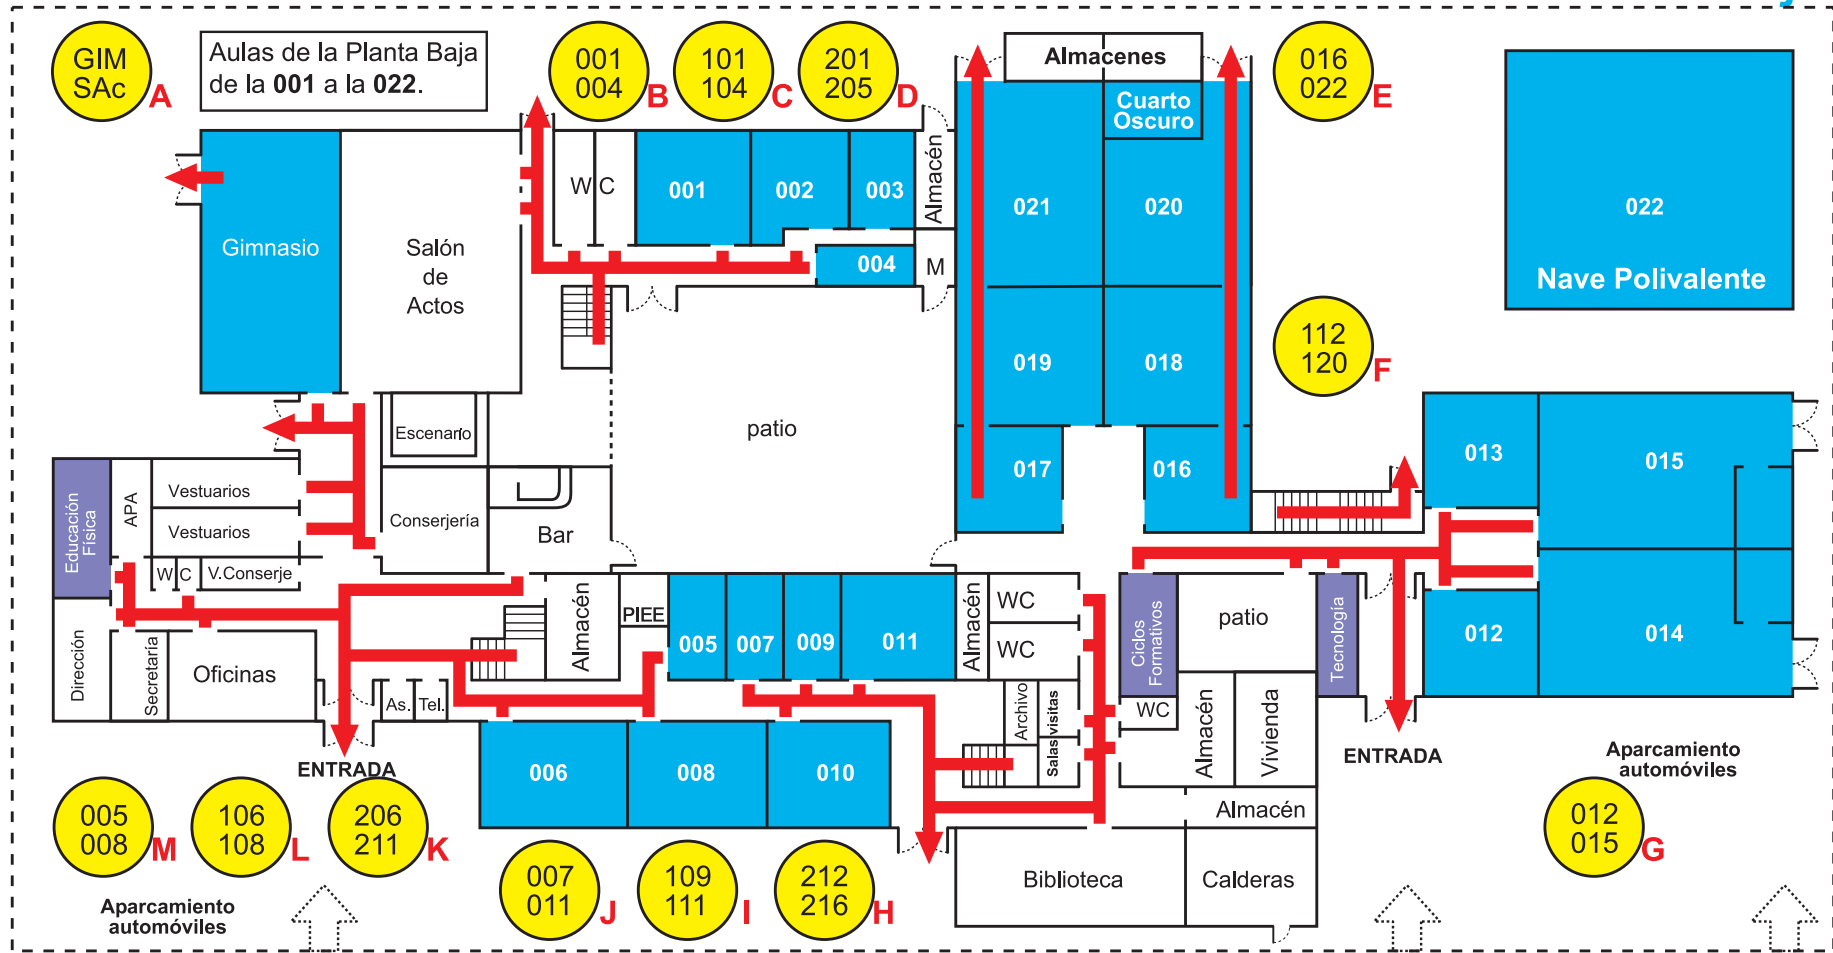 GIM
SAc
A
Aulas de la Planta Baja
de la 001 a la 022.
001
004
B
101
104
C
201
205
D
Almacenes
016
022
E
Cuarto
Oscuro
Gimnasio
Salón
de
Actos
W C
001
002
003
004
Almacén
M
021
020
022
Nave Polivalente
019
018
112
120
F
patio
Escenario
017
016
013
015
Educación
Física
APA
Vestuarios
Vestuarios
W C
V.Conserje
Conserjería
Bar
Dirección
Secretaria
Oficinas
As.
Tel.
Almacén
PIEE
005
007
009
011
Almacén
WC
WC
Archivo
Salas visitas
Ciclos
Formativos
WC
patio
Tecnología
Almacén
Vivienda
012
014
006
008
010
ENTRADA
ENTRADA
Aparcamiento
automóviles
Almacén
Biblioteca
Calderas
005
008
M
106
108
L
206
211
K
007
011
J
109
111
I
212
216
H
012
015
G
Aparcamiento
automóviles